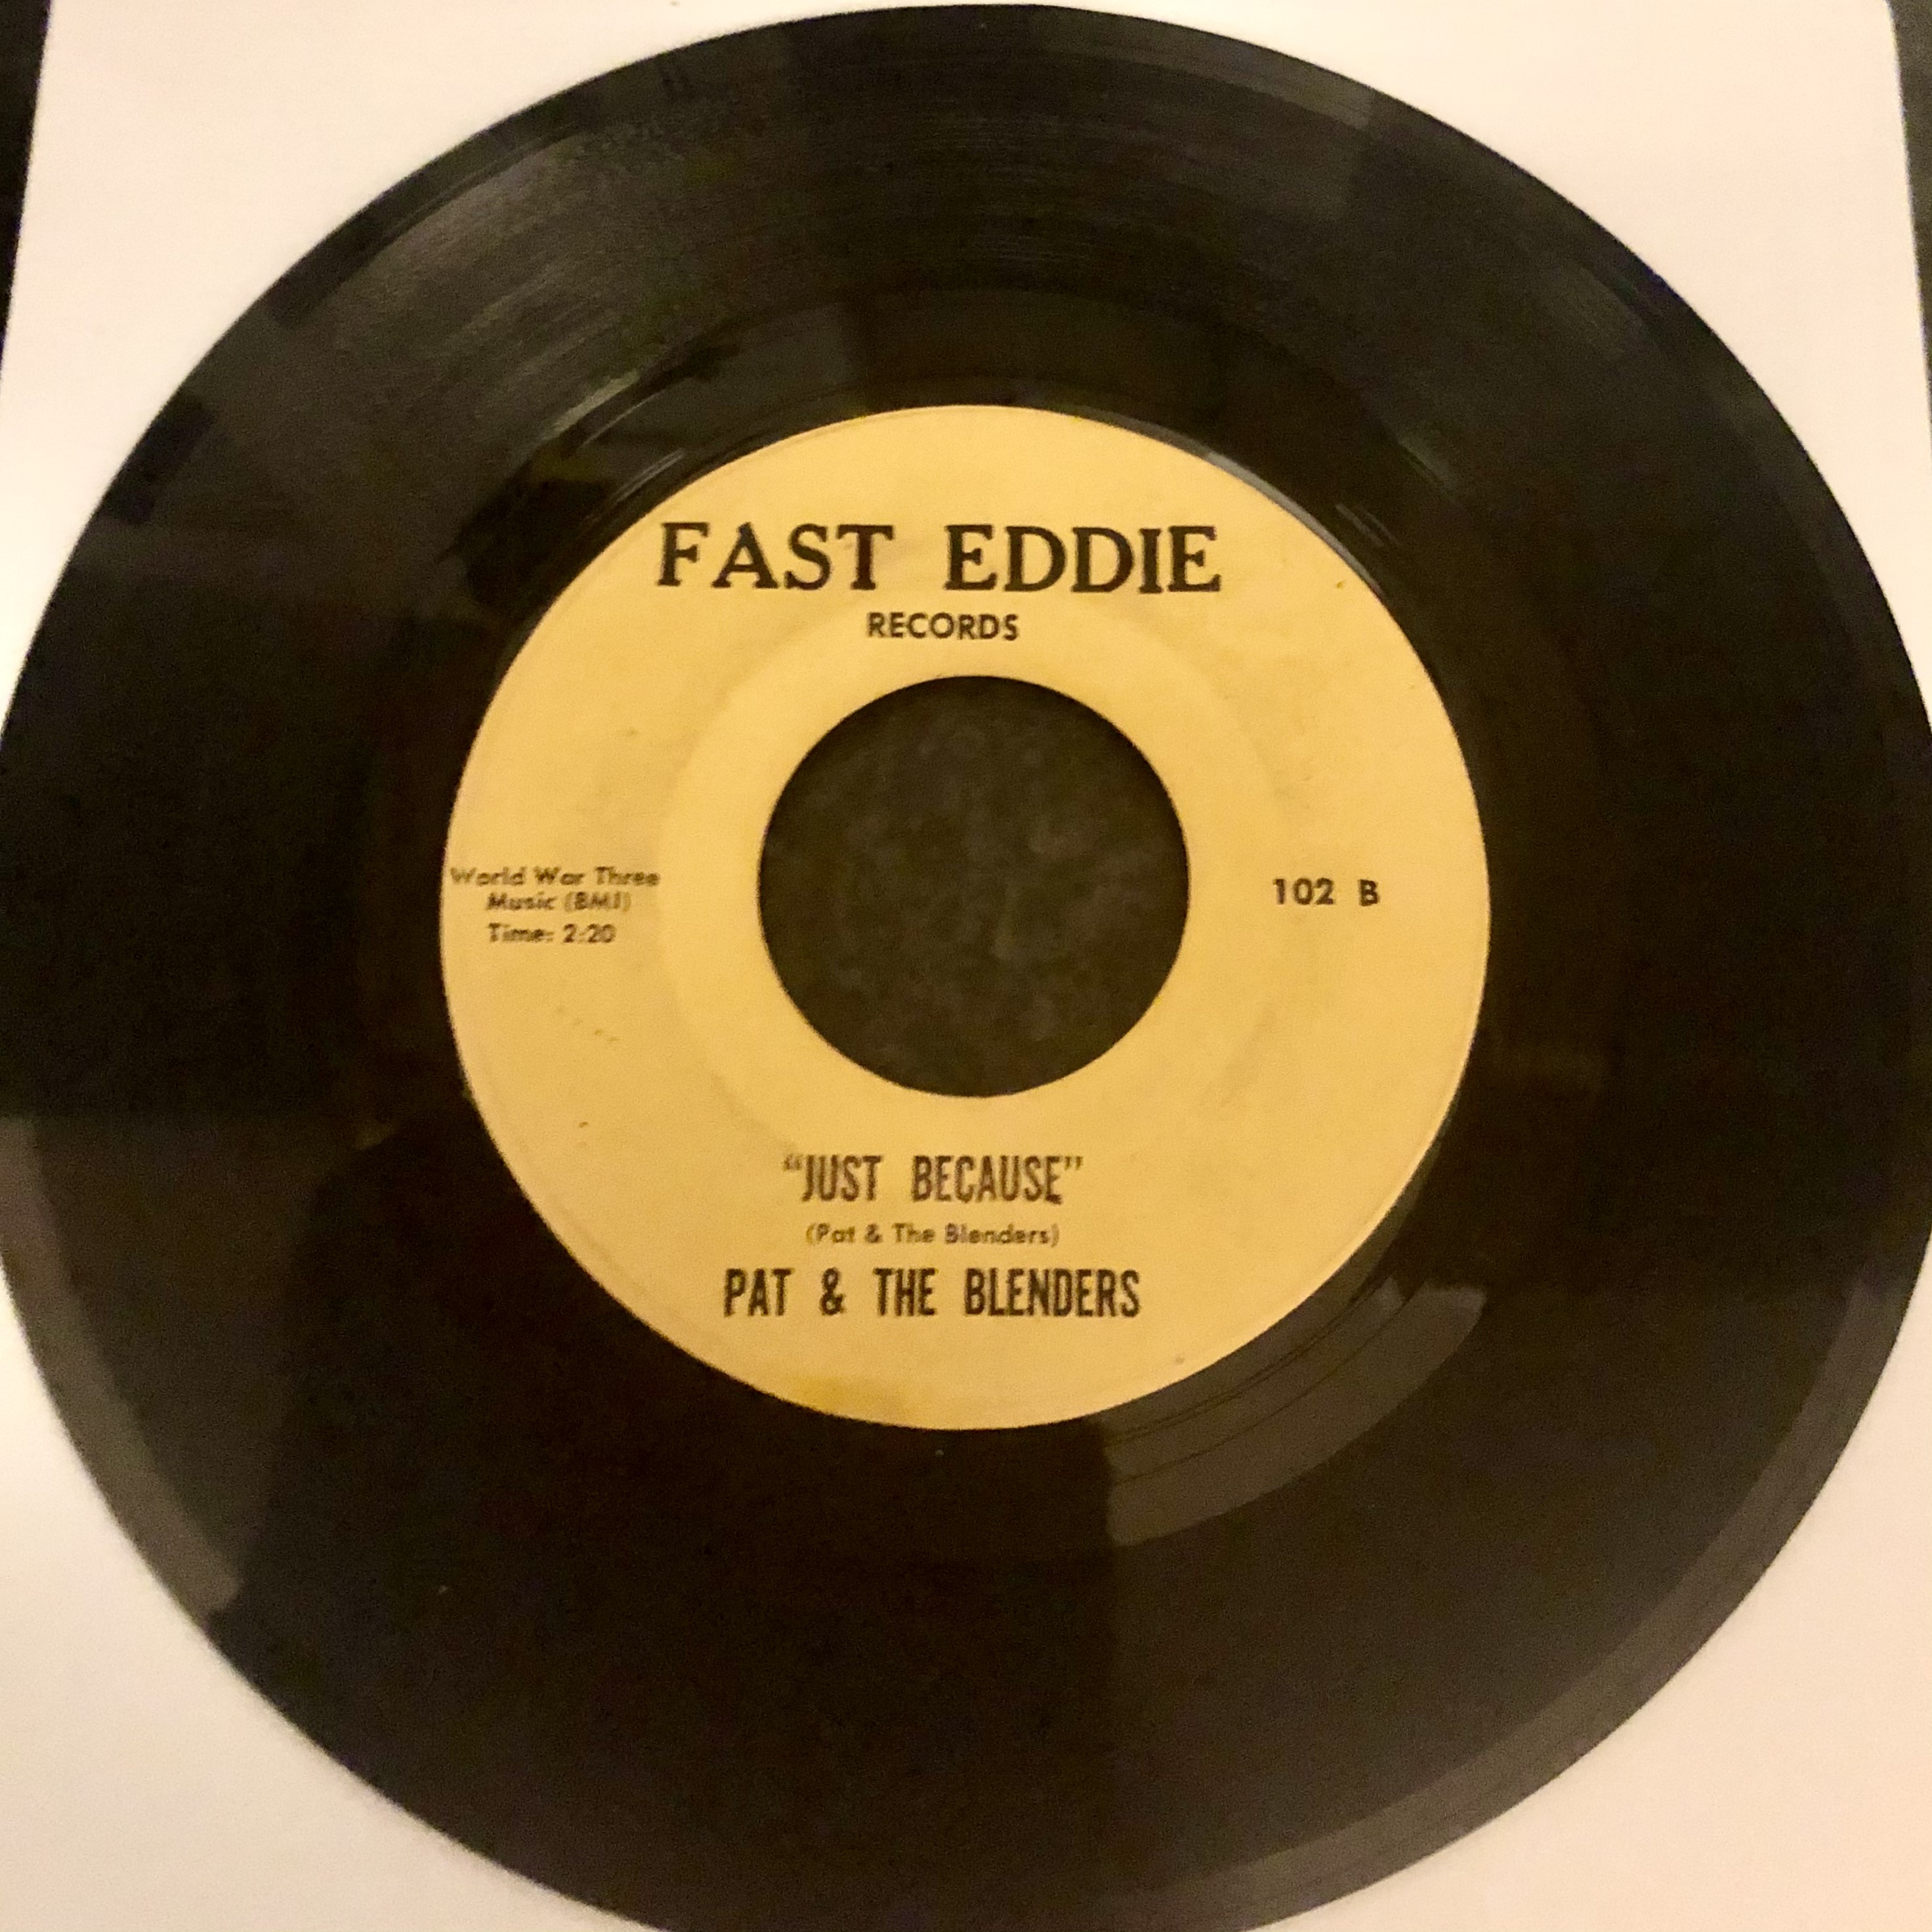 FAST EDDIE
RECORDS
World War Three
Music (BMI)
Time: 2:20
102 B
"JUST BECAUSE"
(Pat & The Blenders)
PAT & THE BLENDERS